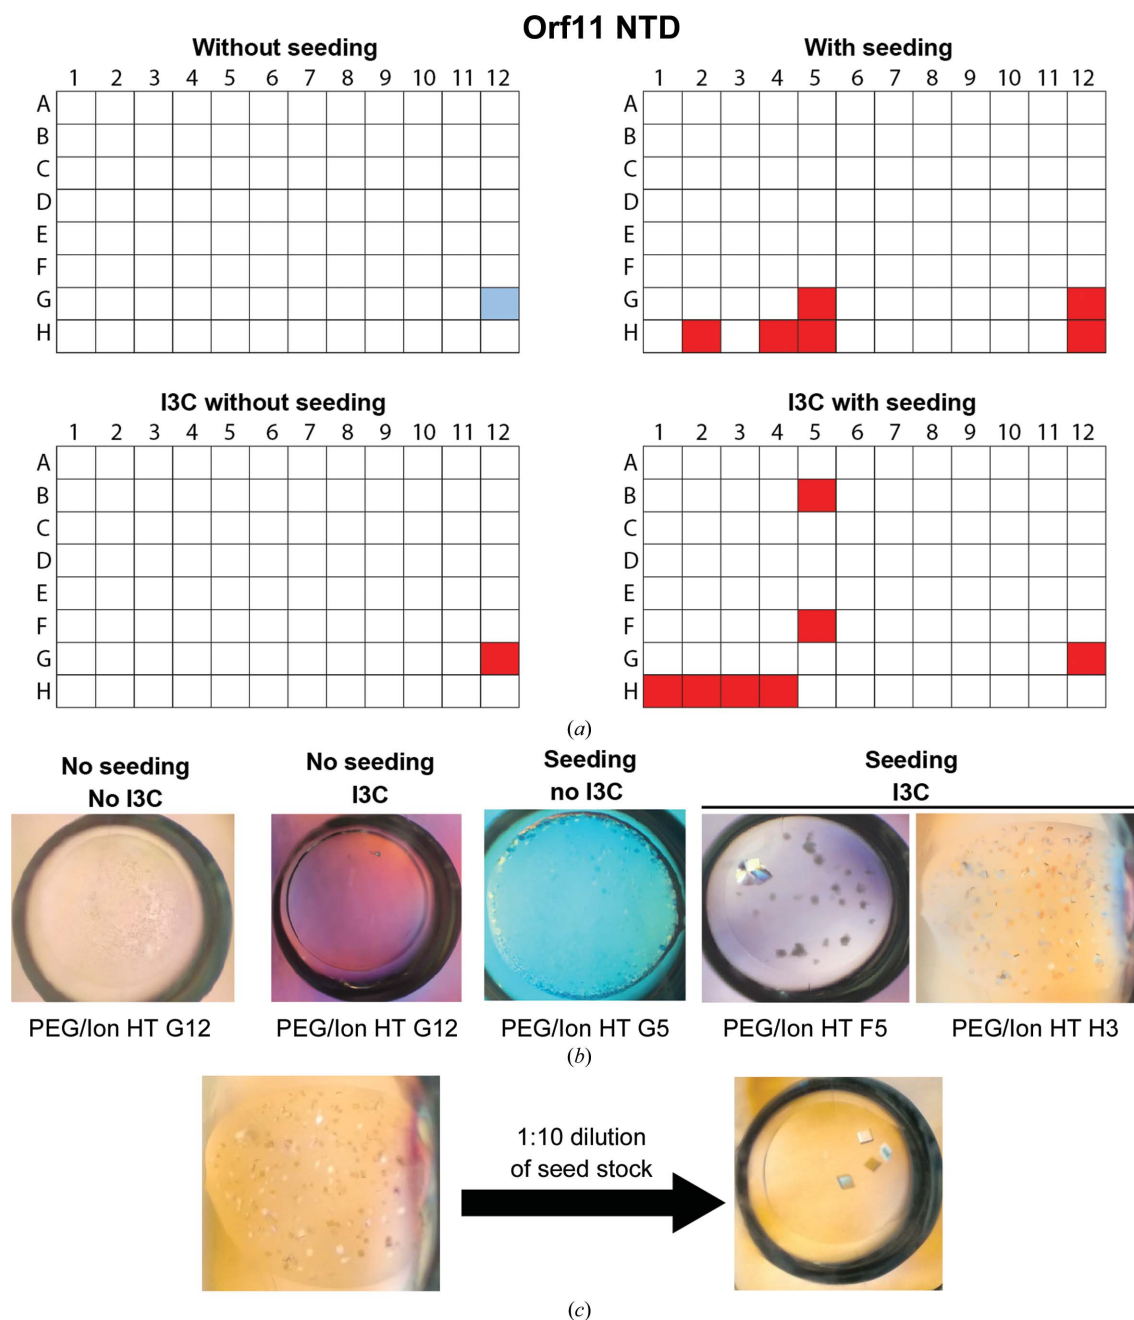 Orf11 NTD
Without seeding
1 2 3 4 5 6 7 8 9 10 11 12
A
B
C
D
E
F
G
H
With seeding
1 2 3 4 5 6 7 8 9 10 11 12
A
B
C
D
E
F
G
H
I3C without seeding
1 2 3 4 5 6 7 8 9 10 11 12
A
B
C
D
E
F
G
H
I3C with seeding
1 2 3 4 5 6 7 8 9 10 11 12
A
B
C
D
E
F
G
H
(a)
No seeding
No I3C
No seeding
I3C
Seeding
no I3C
Seeding
I3C
PEG/Ion HT G12
PEG/Ion HT G12
PEG/Ion HT G5
PEG/Ion HT F5
PEG/Ion HT H3
(b)
1:10 dilution
of seed stock
(c)